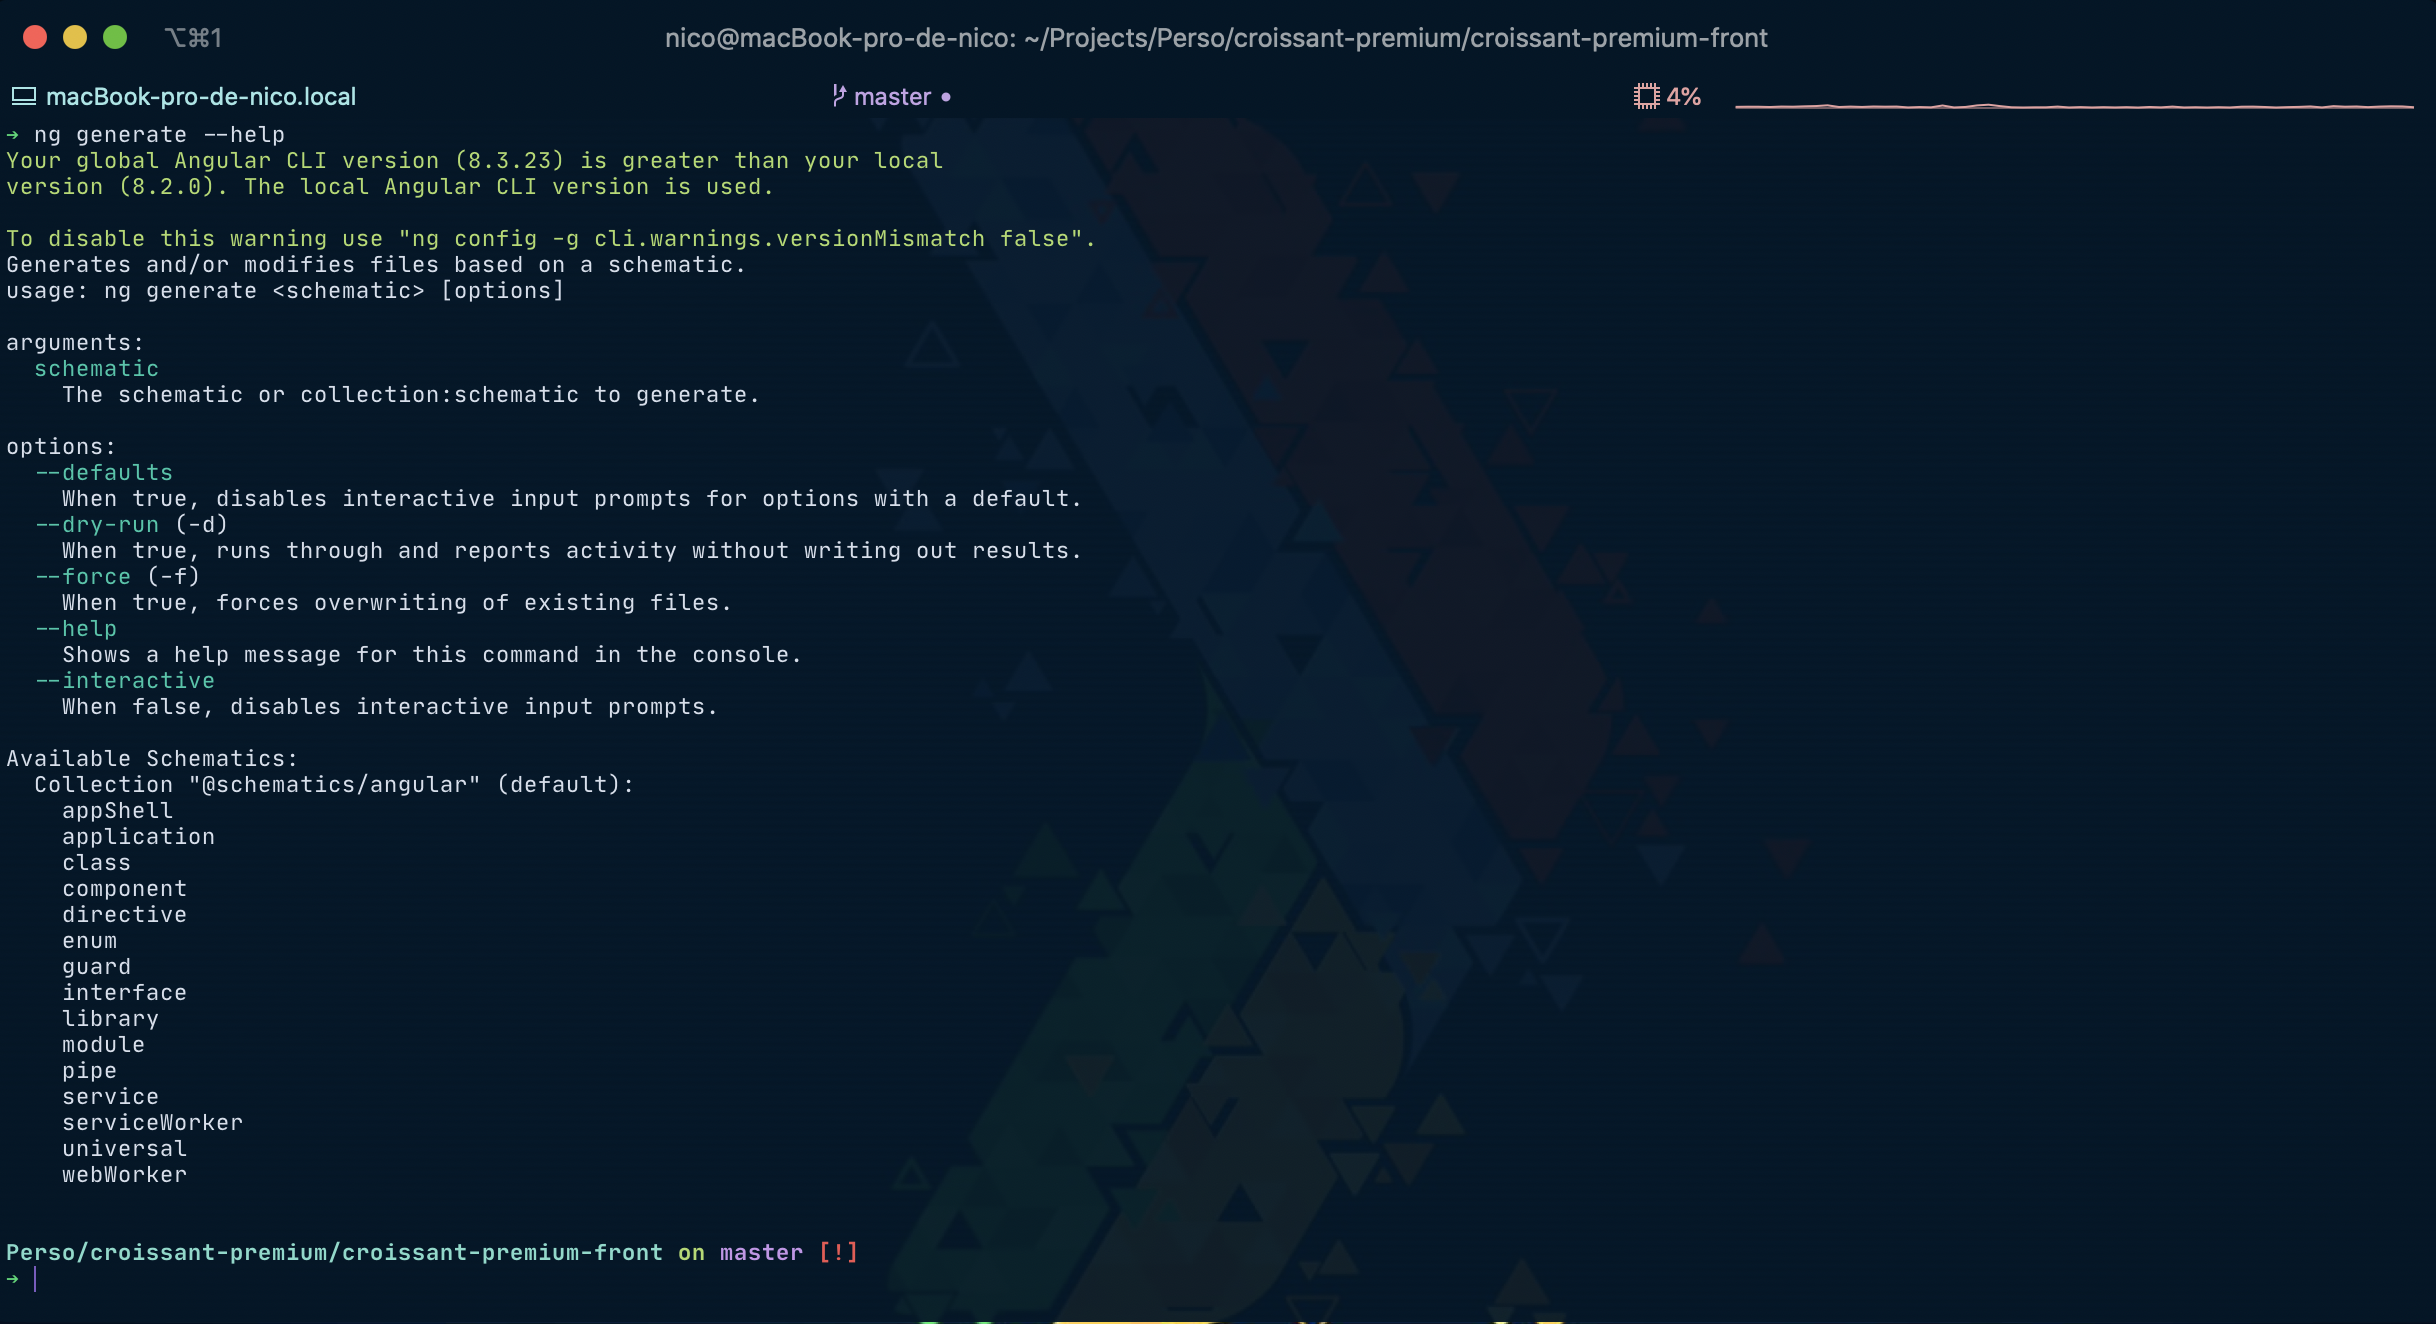 ⌥⌘1 nico@macBook-pro-de-nico: ~/Projects/Perso/croissant-premium/croissant-premium-front
macBook-pro-de-nico.local master • 4%
→ ng generate --help
Your global Angular CLI version (8.3.23) is greater than your local
version (8.2.0). The local Angular CLI version is used.
To disable this warning use "ng config -g cli.warnings.versionMismatch false".
Generates and/or modifies files based on a schematic.
usage: ng generate <schematic> [options]
arguments:
schematic
The schematic or collection:schematic to generate.
options:
--defaults
When true, disables interactive input prompts for options with a default.
--dry-run (-d)
When true, runs through and reports activity without writing out results.
--force (-f)
When true, forces overwriting of existing files.
--help
Shows a help message for this command in the console.
--interactive
When false, disables interactive input prompts.
Available Schematics:
Collection "@schematics/angular" (default):
appShell
application
class
component
directive
enum
guard
interface
library
module
pipe
service
serviceWorker
universal
webWorker
Perso/croissant-premium/croissant-premium-front on master [!]
→